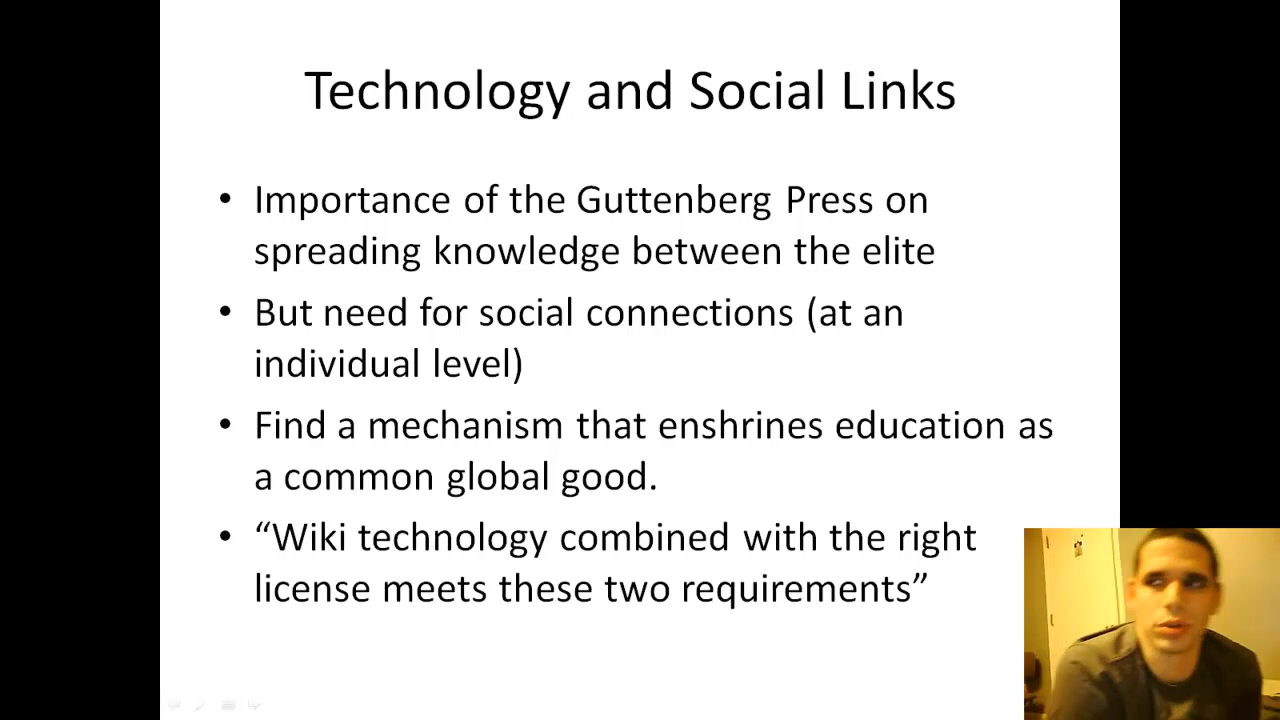 Technology and Social Links
• Importance of the Guttenberg Press on
spreading knowledge between the elite
• But need for social connections (at an
individual level)
• Find a mechanism that enshrines education as
a common global good.
• “Wiki technology combined with the right
license meets these two requirements”